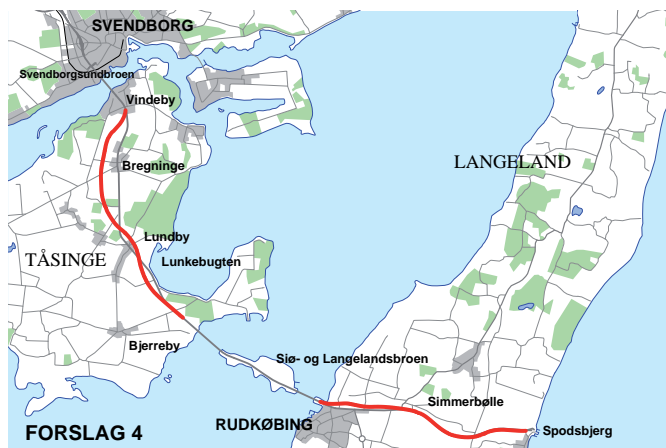 SVENDBORG
Svendborgsundbroen
Vindeby
Bregninge
LANGELAND
Lundby
TÅSINGE
Lunkebugten
Bjerreby
Siø- og Langelandsbroen
Simmerbølle
RUDKØBING
Spodsbjerg
FORSLAG 4